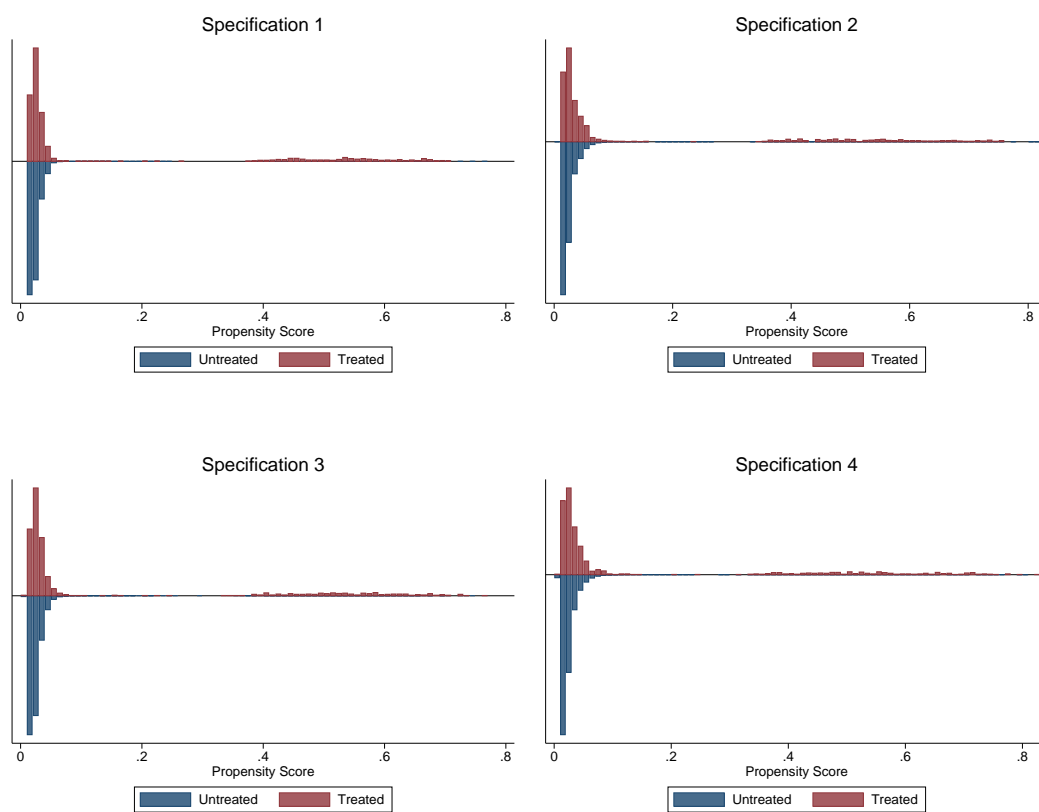 Specification 1
0 .2 .4 .6 .8
Propensity Score
Untreated Treated
Specification 2
0 .2 .4 .6 .8
Propensity Score
Untreated Treated
Specification 3
0 .2 .4 .6 .8
Propensity Score
Untreated Treated
Specification 4
0 .2 .4 .6 .8
Propensity Score
Untreated Treated